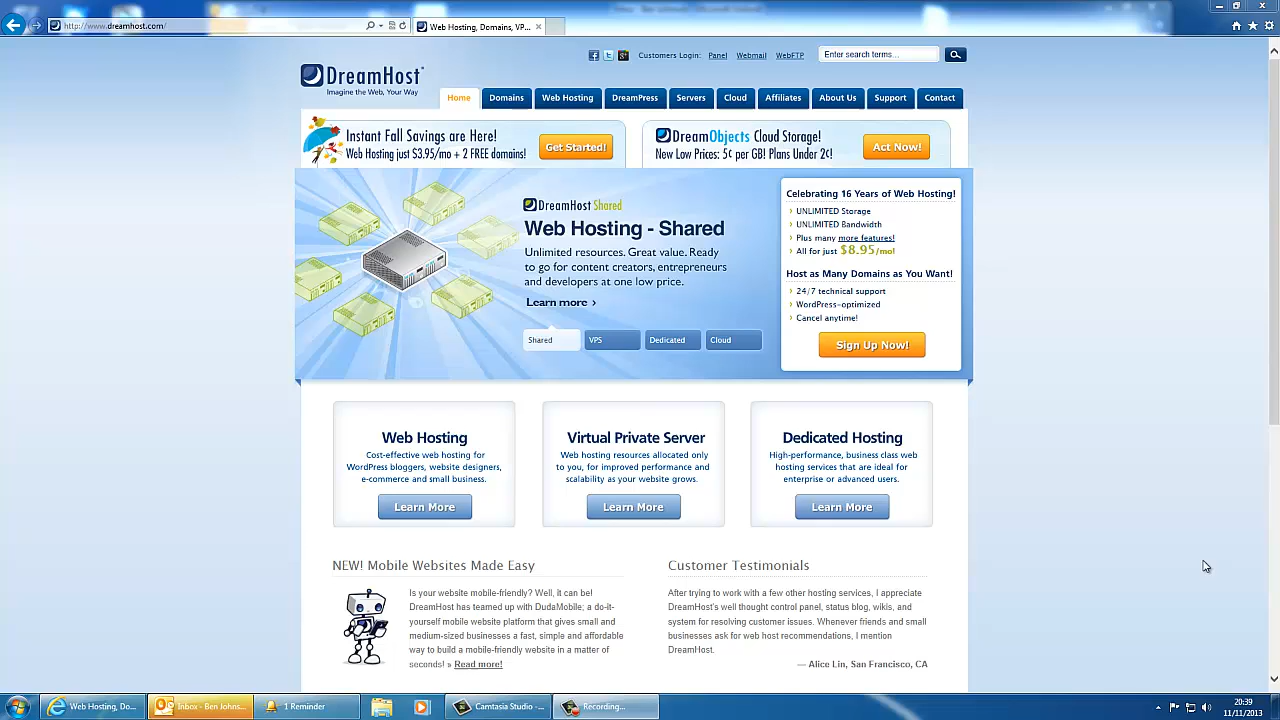 http://www.dreamhost.com/
Web Hosting, Domains, VP...
Customers Login: Panel Webmail WebFTP
Enter search terms...
DreamHost
Imagine the Web, Your Way
Home Domains Web Hosting DreamPress Servers Cloud Affiliates About Us Support Contact
Instant Fall Savings are Here!
Web Hosting just $3.95/mo + 2 FREE domains!
Get Started!
DreamObjects Cloud Storage!
New Low Prices: 5¢ per GB! Plans Under 2¢!
Act Now!
DreamHost Shared
Web Hosting - Shared
Unlimited resources. Great value. Ready
to go for content creators, entrepreneurs
and developers at one low price.
Learn more ›
Shared VPS Dedicated Cloud
Celebrating 16 Years of Web Hosting!
› UNLIMITED Storage
› UNLIMITED Bandwidth
› Plus many more features!
› All for just $8.95/mo!
Host as Many Domains as You Want!
› 24/7 technical support
› WordPress-optimized
› Cancel anytime!
Sign Up Now!
Web Hosting
Cost-effective web hosting for
WordPress bloggers, website designers,
e-commerce and small business.
Learn More
Virtual Private Server
Web hosting resources allocated only
to you, for improved performance and
scalability as your website grows.
Learn More
Dedicated Hosting
High-performance, business class web
hosting services that are ideal for
enterprise or advanced users.
Learn More
NEW! Mobile Websites Made Easy
Is your website mobile-friendly? Well, it can be!
DreamHost has teamed up with DudaMobile; a do-it-
yourself mobile website platform that gives small and
medium-sized businesses a fast, simple and affordable
way to build a mobile-friendly website in a matter of
seconds! » Read more!
Customer Testimonials
After trying to work with a few other hosting services, I appreciate
DreamHost's well thought control panel, status blog, wikis, and
system for resolving customer issues. Whenever friends and small
businesses ask for web host recommendations, I mention
DreamHost.
— Alice Lin, San Francisco, CA
Web Hosting, Do...
Inbox - Ben Johns...
1 Reminder
Camtasia Studio - ...
Recording...
20:39
11/11/2013